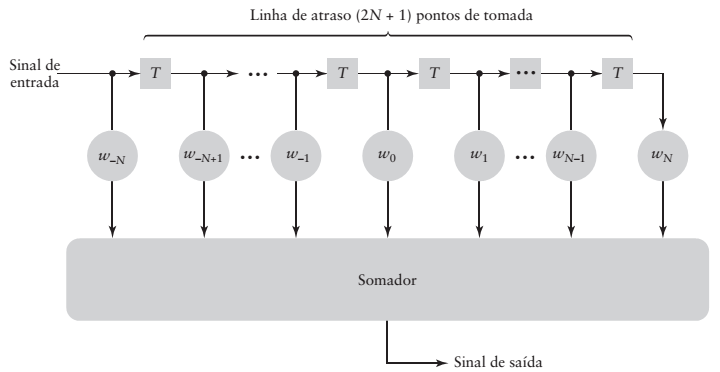 Linha de atraso (2N + 1) pontos de tomada
Sinal de
entrada
T ... T T ... T
w₋N w₋N+1 ... w₋1 w0 w1 ... wN–1 wN
Somador
Sinal de saída